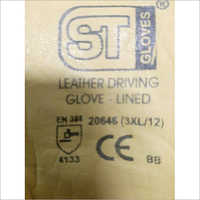 ST
GLOVES
®
LEATHER DRIVING
GLOVE - LINED
EN 388 20646 (3XL/12)
4133 CE BB